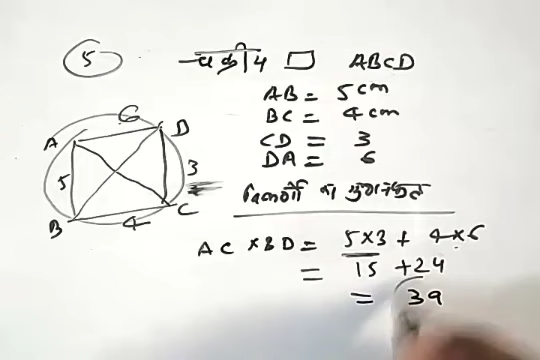 5
चक्रीय □ ABCD
AB = 5cm
BC = 4cm
CD = 3
DA = 6
6
A D
5 3
B C
4
विकर्णों का गुणनफल
AC × BD = 5×3 + 4×6
= 15 + 24
= 39